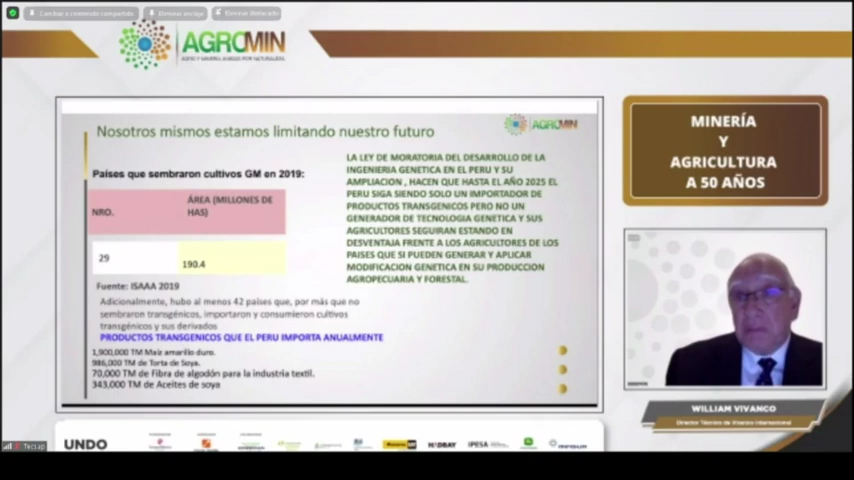 Cambiar a contenido compartido
Eliminar anclaje
Eliminar destacado
AGROMIN
AGRO Y MINERÍA UNIDOS POR NATURALEZA
Nosotros mismos estamos limitando nuestro futuro
AGROMIN
Países que sembraron cultivos GM en 2019:
NRO.
ÁREA (MILLONES DE
HAS)
29
190.4
Fuente: ISAAA 2019
Adicionalmente, hubo al menos 42 países que, por más que no
sembraron transgénicos, importaron y consumieron cultivos
transgénicos y sus derivados
PRODUCTOS TRANSGENICOS QUE EL PERU IMPORTA ANUALMENTE
1,900,000 TM Maíz amarillo duro.
986,000 TM de Torta de Soya.
70,000 TM de Fibra de algodón para la industria textil.
343,000 TM de Aceites de soya
LA LEY DE MORATORIA DEL DESARROLLO DE LA
INGENIERIA GENETICA EN EL PERU Y SU
AMPLIACION , HACEN QUE HASTA EL AÑO 2025 EL
PERU SIGA SIENDO SOLO UN IMPORTADOR DE
PRODUCTOS TRANSGENICOS PERO NO UN
GENERADOR DE TECNOLOGIA GENETICA Y SUS
AGRICULTORES SEGUIRAN ESTANDO EN
DESVENTAJA FRENTE A LOS AGRICULTORES DE LOS
PAISES QUE SI PUEDEN GENERAR Y APLICAR
MODIFICACION GENETICA EN SU PRODUCCION
AGROPECUARIA Y FORESTAL.
MINERÍA
Y
AGRICULTURA
A 50 AÑOS
WILLIAM VIVANCO
Director Técnico de Vivanco Internacional
Tecsap
UNDO
IPESA
MINSUR